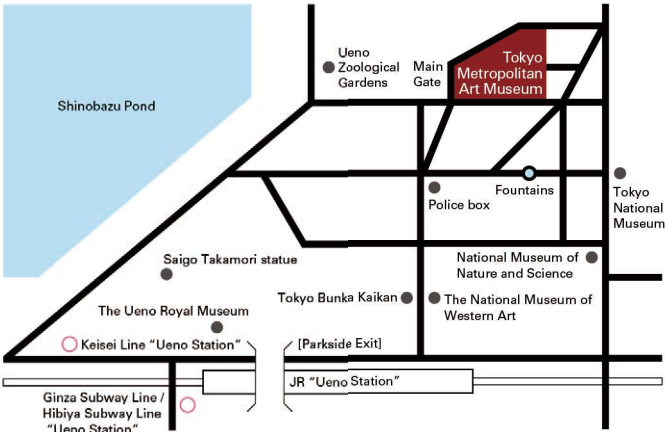 Ueno
Zoological
Gardens
Main
Gate
Tokyo
Metropolitan
Art Museum
Shinobazu Pond
Police box
Fountains
Tokyo
National
Museum
Saigo Takamori statue
National Museum of
Nature and Science
The Ueno Royal Museum
Tokyo Bunka Kaikan
The National Museum of
Western Art
Keisei Line "Ueno Station"
[Parkside Exit]
JR "Ueno Station"
Ginza Subway Line /
Hibiya Subway Line
"Ueno Station"